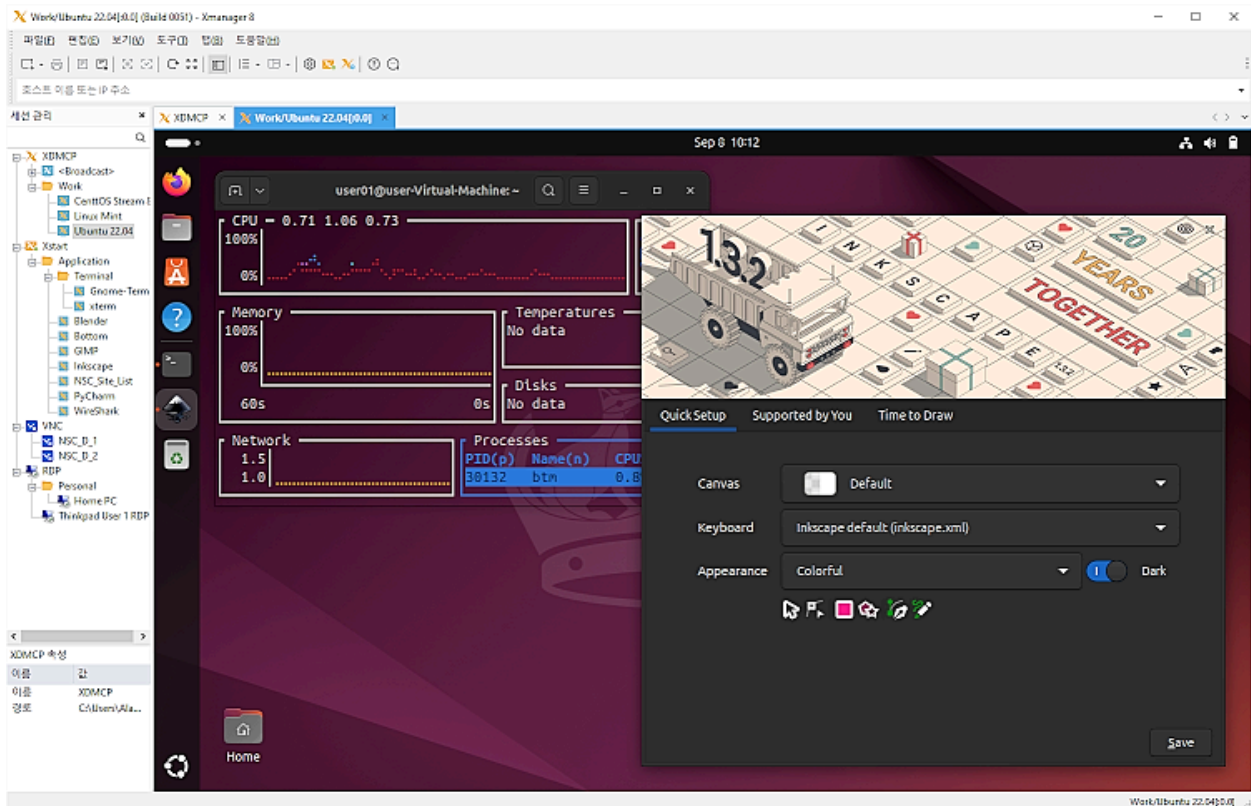 Work/Ubuntu 22.04[:0.0] (Build 0051) - Xmanager 8
파일(F) 편집(E) 보기(V) 도구(T) 탭(B) 도움말(H)
호스트 이름 또는 IP 주소
세션 관리
XDMCP
<Broadcast>
Work
CenttOS Stream
Linux Mint
Ubuntu 22.04
Xstart
Application
Terminal
Gnome-Term
xterm
Blender
Bottom
GIMP
Inkscape
NSC_Site_List
PyCharm
WireShark
VNC
NSC_B_1
NSC_B_2
RDP
Personal
Home PC
Thinkpad User 1 RDP
XDMCP 속성
이름 값
이름 XDMCP
경로 C:\Users\Ala...
XDMCP
Work/Ubuntu 22.04[:0.0]
Sep 8 10:12
user01@user-Virtual-Machine: ~
CPU — 0.71 1.06 0.73
100%
0%
Memory
100%
0%
60s 0s
Temperatures
No data
Disks
No data
Network
1.5
1.0
Processes
PID(p) Name(n) CPU
30132 btm 0.8
Home
1.3.2
INKSCAPE
1.3.2
20
YEARS
TOGETHER
Quick Setup Supported by You Time to Draw
Canvas Default
Keyboard Inkscape default (inkscape.xml)
Appearance Colorful Dark
Save
Work/Ubuntu 22.04[:0.0]